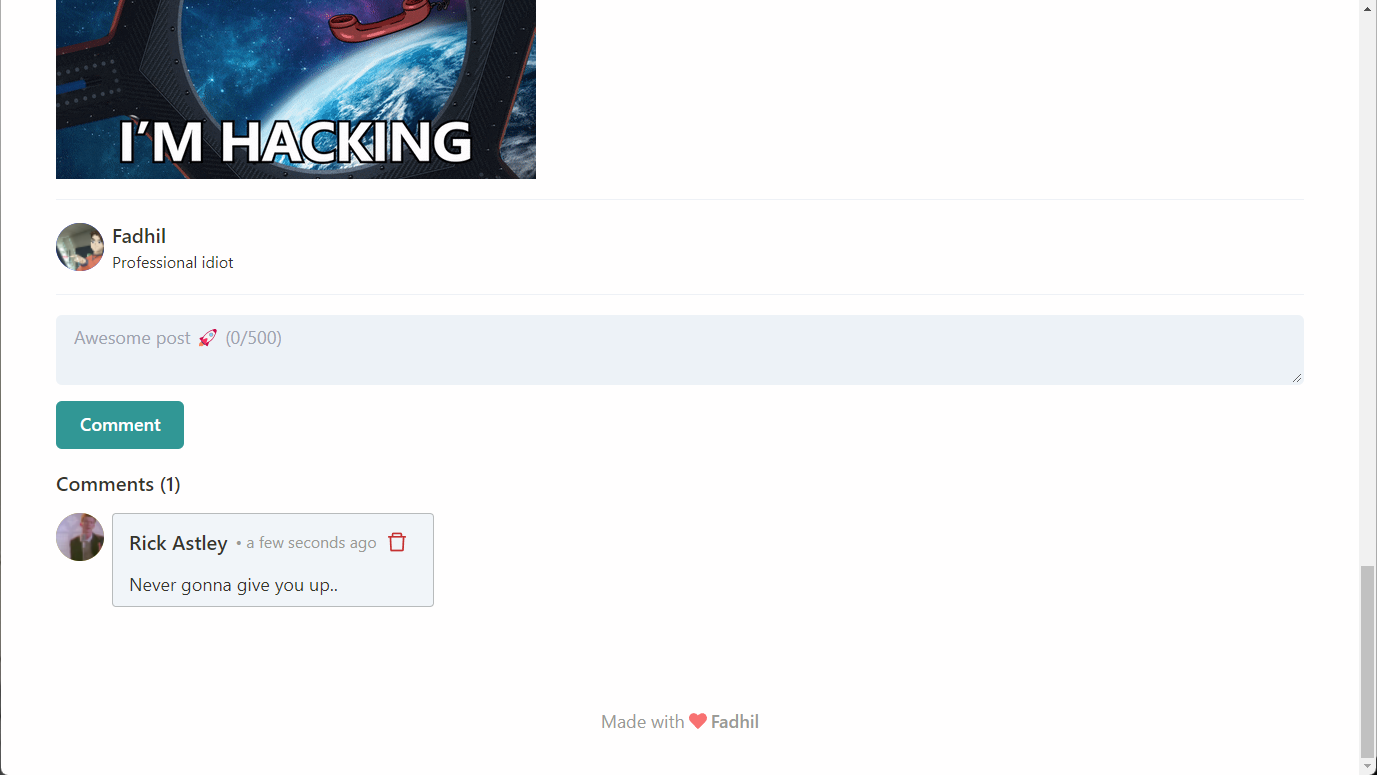 I'M HACKING
Fadhil
Professional idiot
Awesome post 🚀 (0/500)
Comment
Comments (1)
Rick Astley • a few seconds ago
Never gonna give you up..
Made with ❤ Fadhil